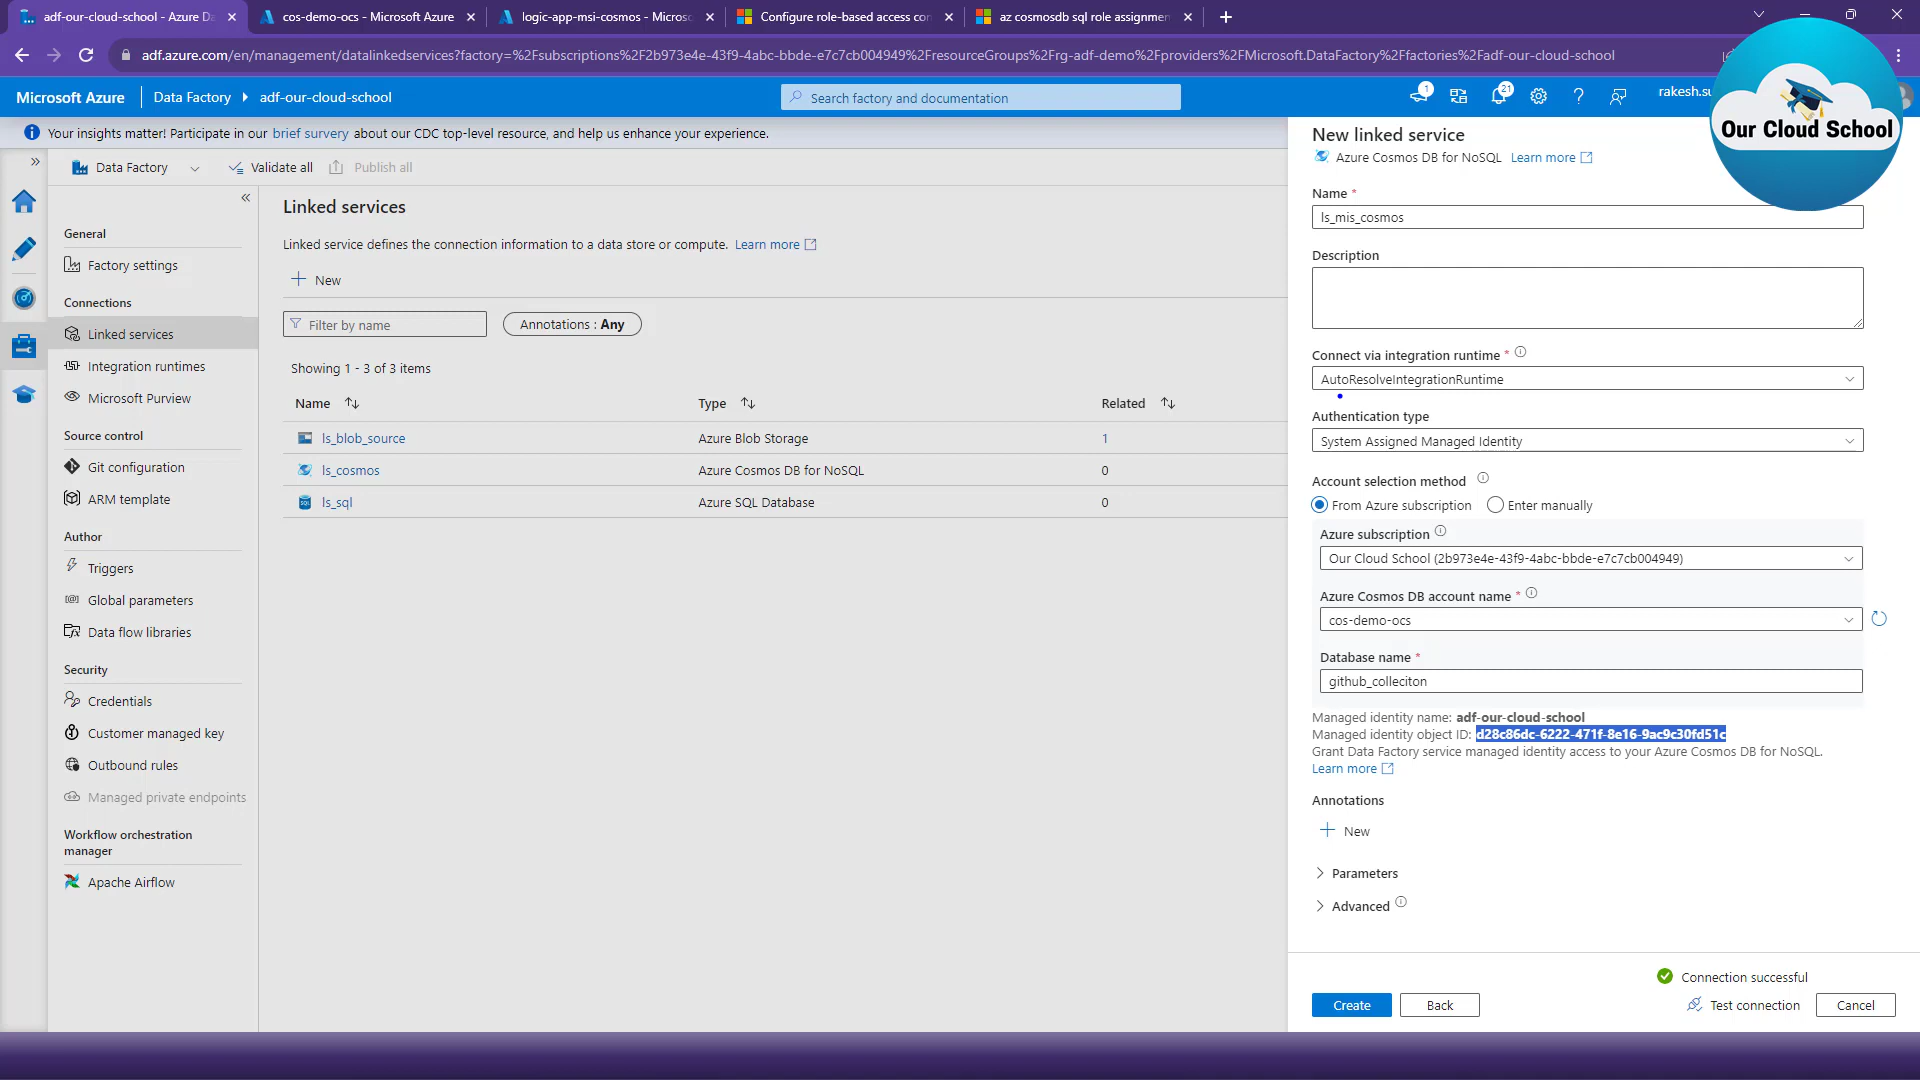 adf-our-cloud-school - Azure Da
cos-demo-ocs - Microsoft Azure
logic-app-msi-cosmos - Microso
Configure role-based access con
az cosmosdb sql role assignmen
adf.azure.com/en/management/datalinkedservices?factory=%2Fsubscriptions%2F2b973e4e-43f9-4abc-bbde-e7c7cb004949%2FresourceGroups%2Frg-adf-demo%2Fproviders%2FMicrosoft.DataFactory%2Ffactories%2Fadf-our-cloud-school
Microsoft Azure
Data Factory
adf-our-cloud-school
Search factory and documentation
1
21
rakesh.su
Our Cloud School
Your insights matter! Participate in our brief survey about our CDC top-level resource, and help us enhance your experience.
Data Factory
Validate all
Publish all
General
Factory settings
Connections
Linked services
Integration runtimes
Microsoft Purview
Source control
Git configuration
ARM template
Author
Triggers
Global parameters
Data flow libraries
Security
Credentials
Customer managed key
Outbound rules
Managed private endpoints
Workflow orchestration
manager
Apache Airflow
Linked services
Linked service defines the connection information to a data store or compute. Learn more
New
Filter by name
Annotations : Any
Showing 1 - 3 of 3 items
Name Type Related
ls_blob_source Azure Blob Storage 1
ls_cosmos Azure Cosmos DB for NoSQL 0
ls_sql Azure SQL Database 0
New linked service
Azure Cosmos DB for NoSQL Learn more
Name *
ls_mis_cosmos
Description
Connect via integration runtime *
AutoResolveIntegrationRuntime
Authentication type
System Assigned Managed Identity
Account selection method
From Azure subscription Enter manually
Azure subscription
Our Cloud School (2b973e4e-43f9-4abc-bbde-e7c7cb004949)
Azure Cosmos DB account name *
cos-demo-ocs
Database name *
github_colleciton
Managed identity name: adf-our-cloud-school
Managed identity object ID: d28c86dc-6222-471f-8e16-9ac9c30fd51c
Grant Data Factory service managed identity access to your Azure Cosmos DB for NoSQL.
Learn more
Annotations
New
Parameters
Advanced
Connection successful
Create
Back
Test connection
Cancel